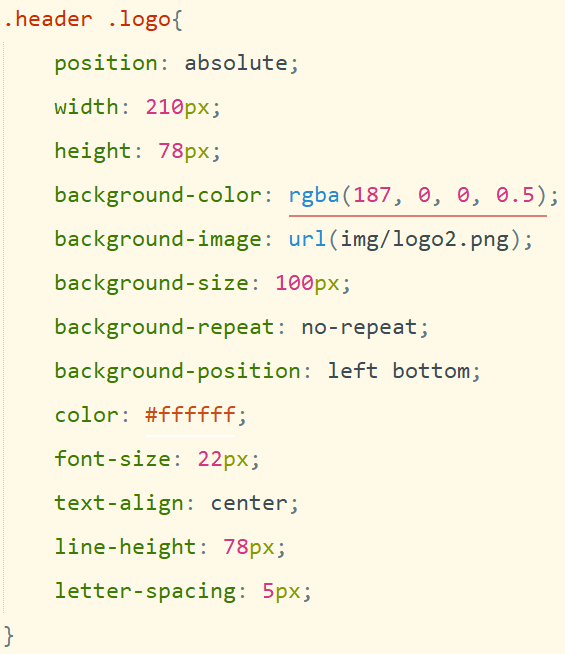 .header .logo{
position: absolute;
width: 210px;
height: 78px;
background-color: rgba(187, 0, 0, 0.5);
background-image: url(img/logo2.png);
background-size: 100px;
background-repeat: no-repeat;
background-position: left bottom;
color: #ffffff;
font-size: 22px;
text-align: center;
line-height: 78px;
letter-spacing: 5px;
}